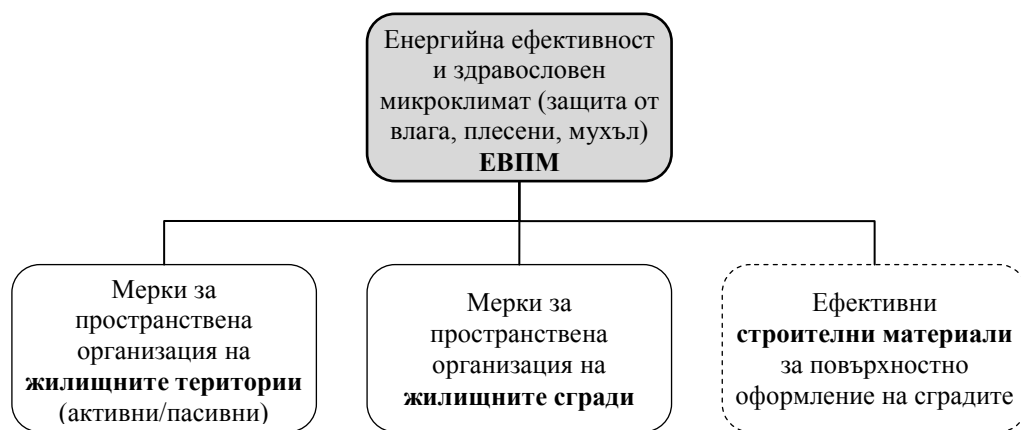 Енергийна ефективност
и здравословен
микроклимат (защита от
влага, плесени, мухъл)
ЕВПМ
Мерки за
пространствена
организация на
жилищните територии
(активни/пасивни)
Мерки за
пространствена
организация на
жилищните сгради
Ефективни
строителни материали
за повърхностно
оформление на сградите